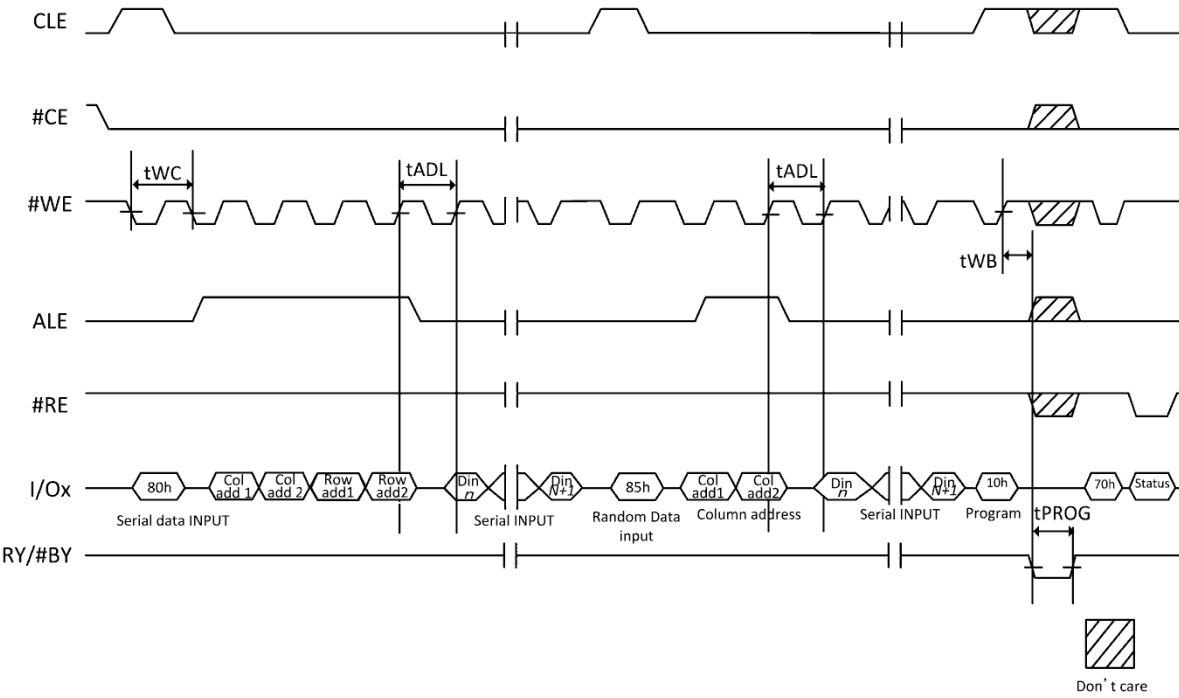 CLE
#CE
tWC
tADL
tADL
#WE
tWB
ALE
#RE
I/Ox
80h
Col
add 1
Col
add 2
Row
add1
Row
add2
Din
n
Din
N+1
85h
Col
add1
Col
add2
Din
n
Din
N+1
10h
70h
Status
Serial data INPUT
Serial INPUT
Random Data
input
Column address
Serial INPUT
Program
tPROG
RY/#BY
Don't care